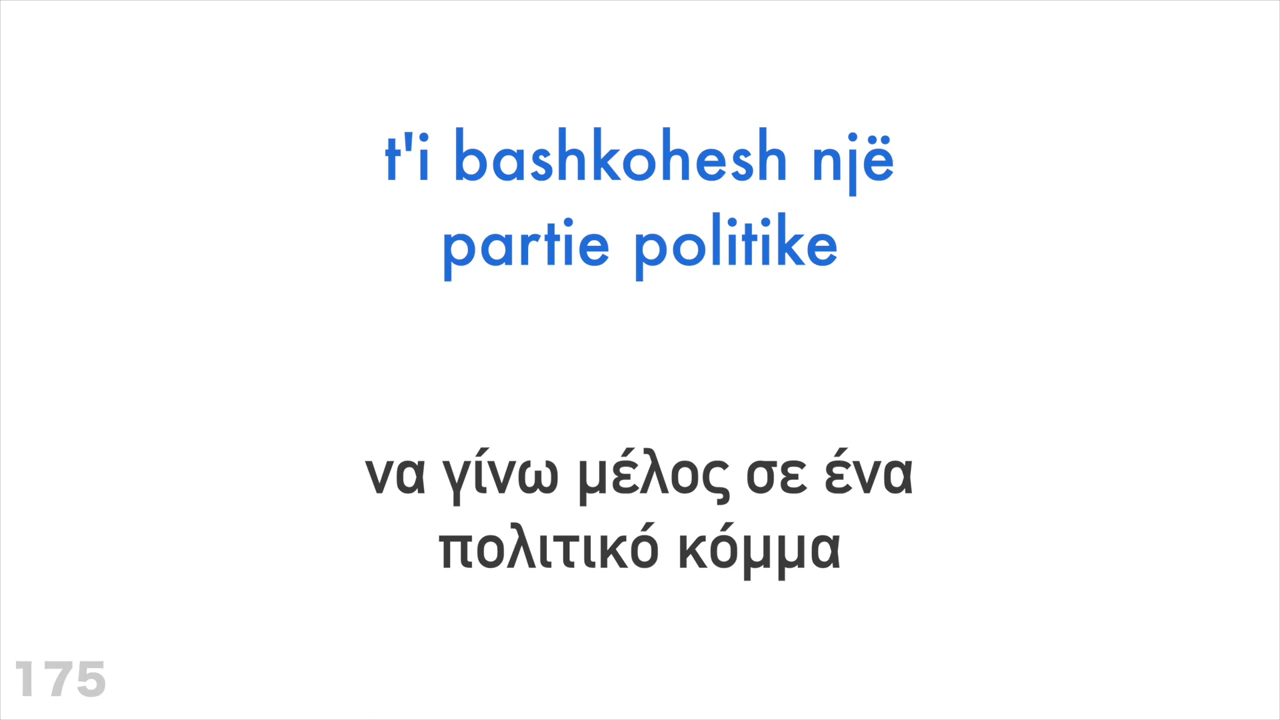 t'i bashkohesh një
partie politike
να γίνω μέλος σε ένα
πολιτικό κόμμα
175